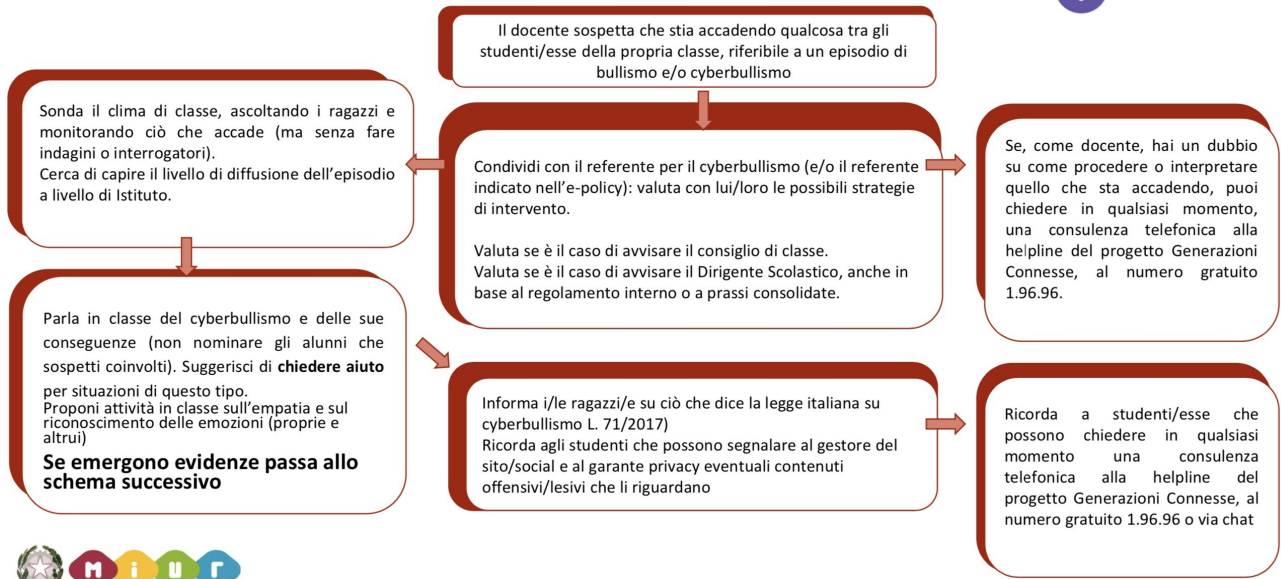 Il docente sospetta che stia accadendo qualcosa tra gli
studenti/esse della propria classe, riferibile a un episodio di
bullismo e/o cyberbullismo
Sonda il clima di classe, ascoltando i ragazzi e
monitorando ciò che accade (ma senza fare
indagini o interrogatori).
Cerca di capire il livello di diffusione dell'episodio
a livello di Istituto.
Condividi con il referente per il cyberbullismo (e/o il referente
indicato nell'e-policy): valuta con lui/loro le possibili strategie
di intervento.
Valuta se è il caso di avvisare il consiglio di classe.
Valuta se è il caso di avvisare il Dirigente Scolastico, anche in
base al regolamento interno o a prassi consolidate.
Se, come docente, hai un dubbio
su come procedere o interpretare
quello che sta accadendo, puoi
chiedere in qualsiasi momento,
una consulenza telefonica alla
helpline del progetto Generazioni
Connesse, al numero gratuito
1.96.96.
Parla in classe del cyberbullismo e delle sue
conseguenze (non nominare gli alunni che
sospetti coinvolti). Suggerisci di chiedere aiuto
per situazioni di questo tipo.
Proponi attività in classe sull'empatia e sul
riconoscimento delle emozioni (proprie e
altrui)
Se emergono evidenze passa allo
schema successivo
Informa i/le ragazzi/e su ciò che dice la legge italiana su
cyberbullismo L. 71/2017)
Ricorda agli studenti che possono segnalare al gestore del
sito/social e al garante privacy eventuali contenuti
offensivi/lesivi che li riguardano
Ricorda a studenti/esse che
possono chiedere in qualsiasi
momento una consulenza
telefonica alla helpline del
progetto Generazioni Connesse, al
numero gratuito 1.96.96 o via chat
miur